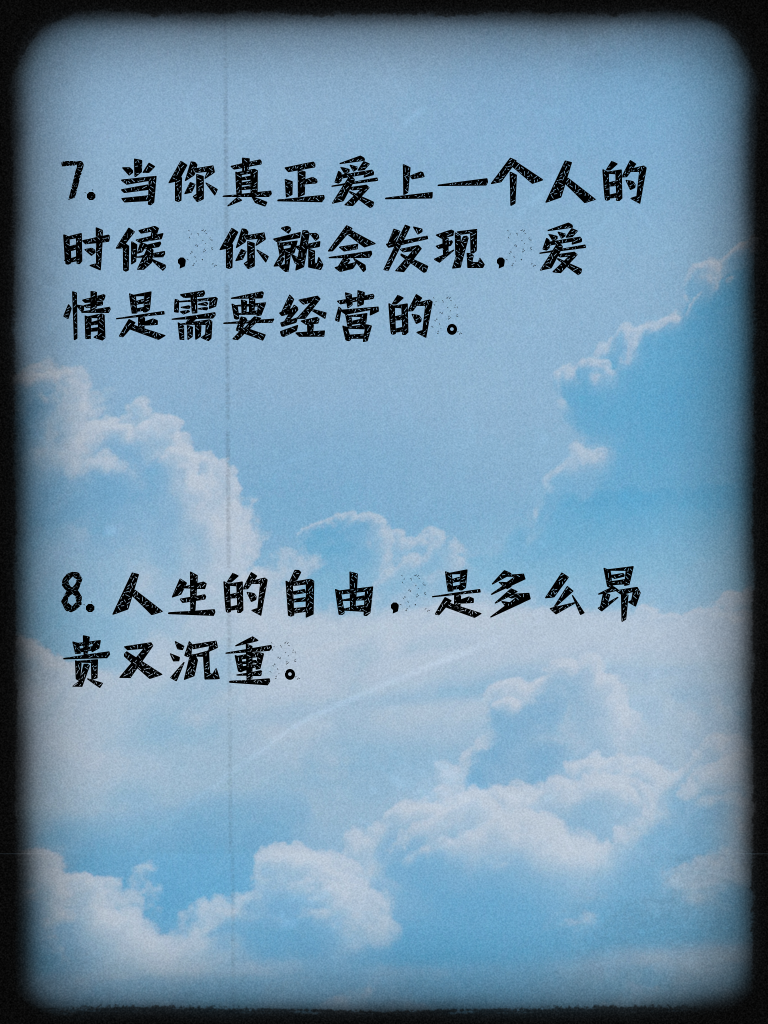 7.当你真正爱上一个人的
时候，你就会发现，爱
情是需要经营的。
8.人生的自由，是多么昂
贵又沉重。